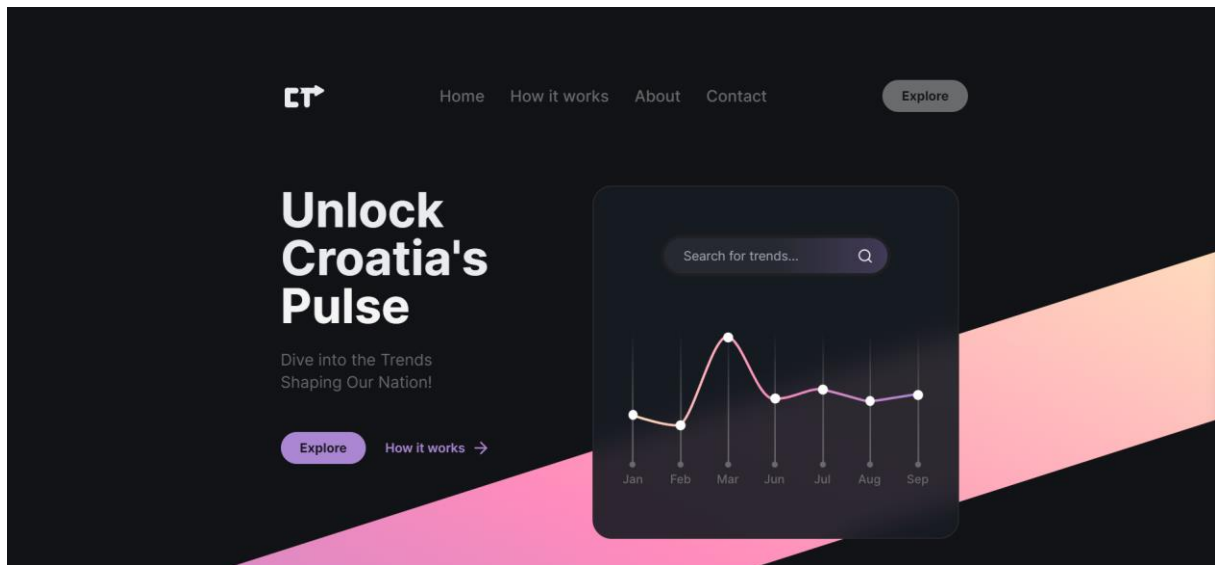 CT
Home How it works About Contact Explore
Unlock
Croatia's
Pulse
Dive into the Trends
Shaping Our Nation!
Explore How it works
Search for trends...
Jan Feb Mar Jun Jul Aug Sep